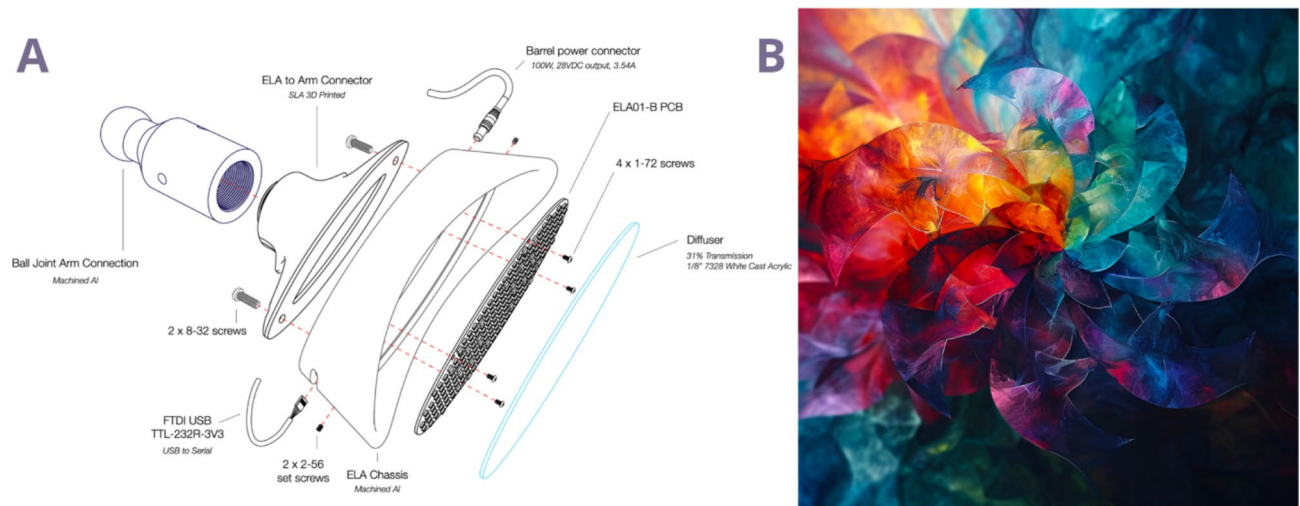 A
B
Barrel power connector
100W, 28VDC output, 3.54A
ELA to Arm Connector
SLA 3D Printed
ELA01-B PCB
4 x 1-72 screws
Diffuser
31% Transmission
1/8" 7328 White Cast Acrylic
Ball Joint Arm Connection
Machined Al
2 x 8-32 screws
FTDI USB
TTL-232R-3V3
USB to Serial
2 x 2-56
set screws
ELA Chassis
Machined Al